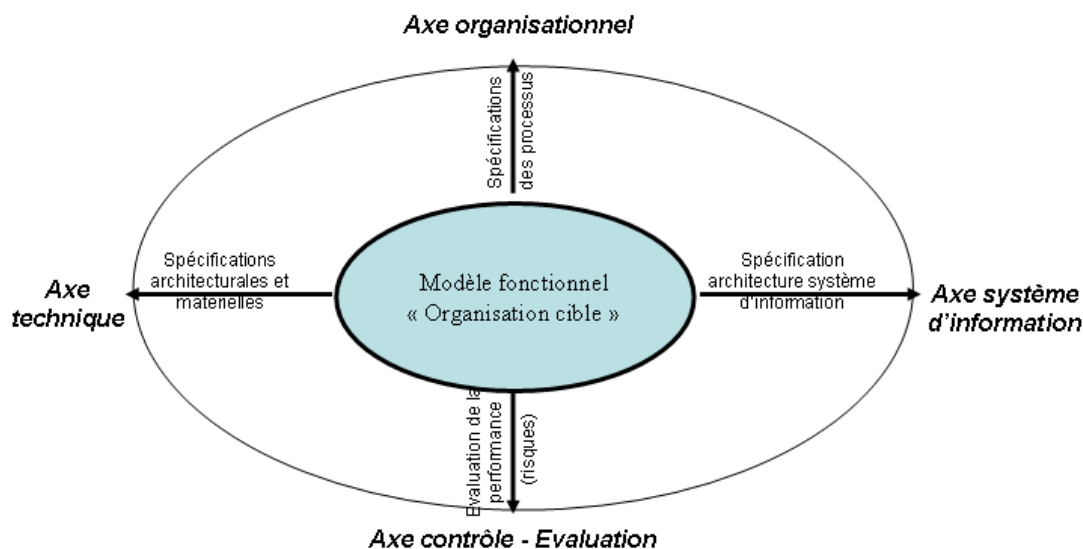 Axe organisationnel
Spécifications
des processus
Spécifications
architecturales et
matérielles
Axe
technique
Modèle fonctionnel
« Organisation cible »
Spécification
architecture système
d'information
Axe système
d'information
Evaluation de la
performance
(risques)
Axe contrôle - Evaluation